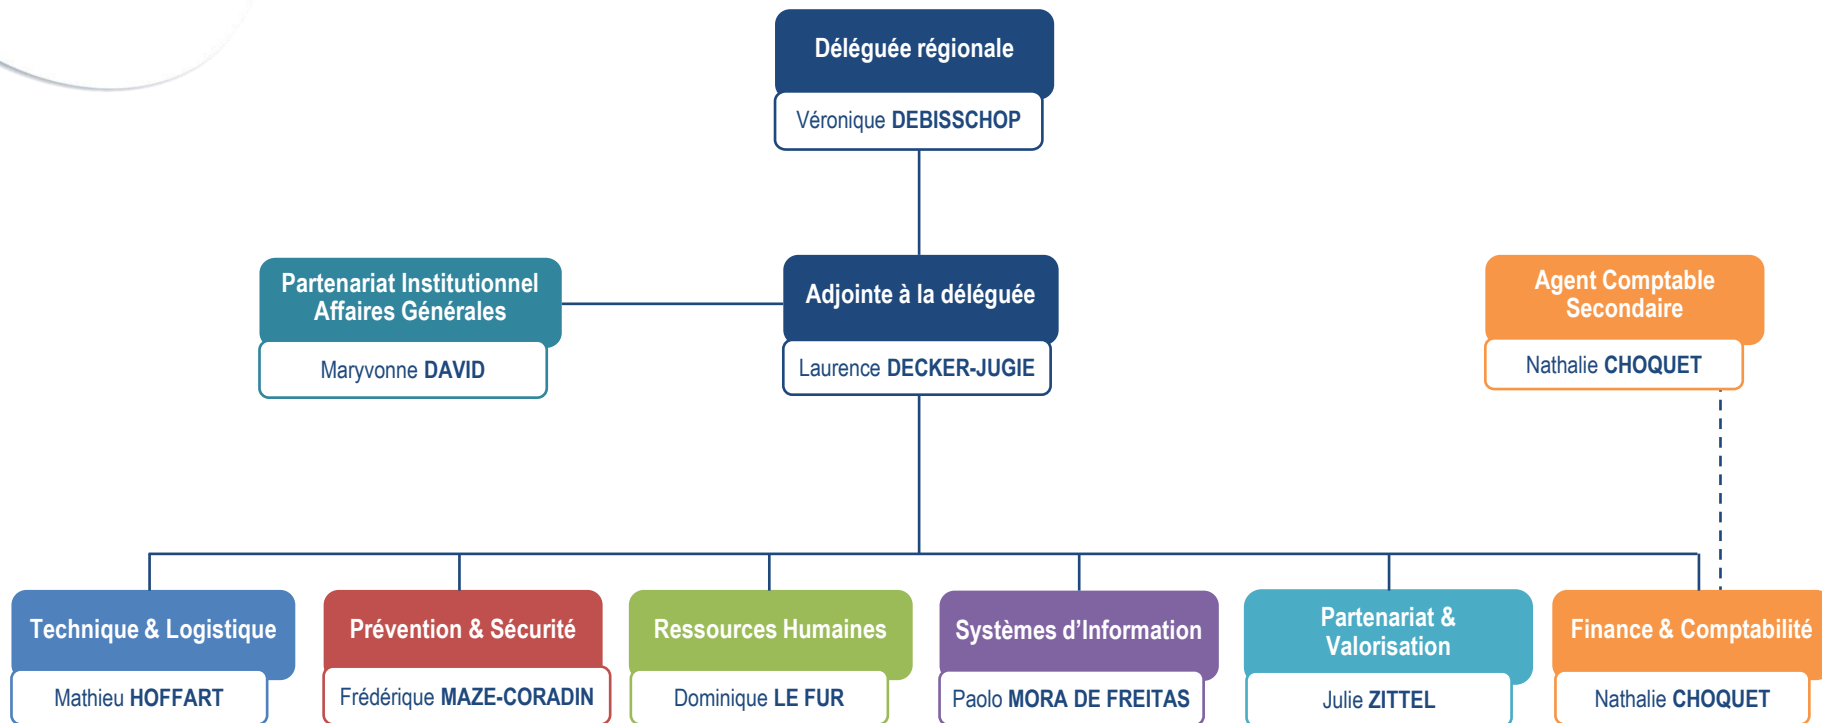 Déléguée régionale
Véronique DEBISSCHOP
Partenariat Institutionnel
Affaires Générales
Maryvonne DAVID
Adjointe à la déléguée
Laurence DECKER-JUGIE
Agent Comptable
Secondaire
Nathalie CHOQUET
Technique & Logistique
Mathieu HOFFART
Prévention & Sécurité
Frédérique MAZE-CORADIN
Ressources Humaines
Dominique LE FUR
Systèmes d’Information
Paolo MORA DE FREITAS
Partenariat &
Valorisation
Julie ZITTEL
Finance & Comptabilité
Nathalie CHOQUET